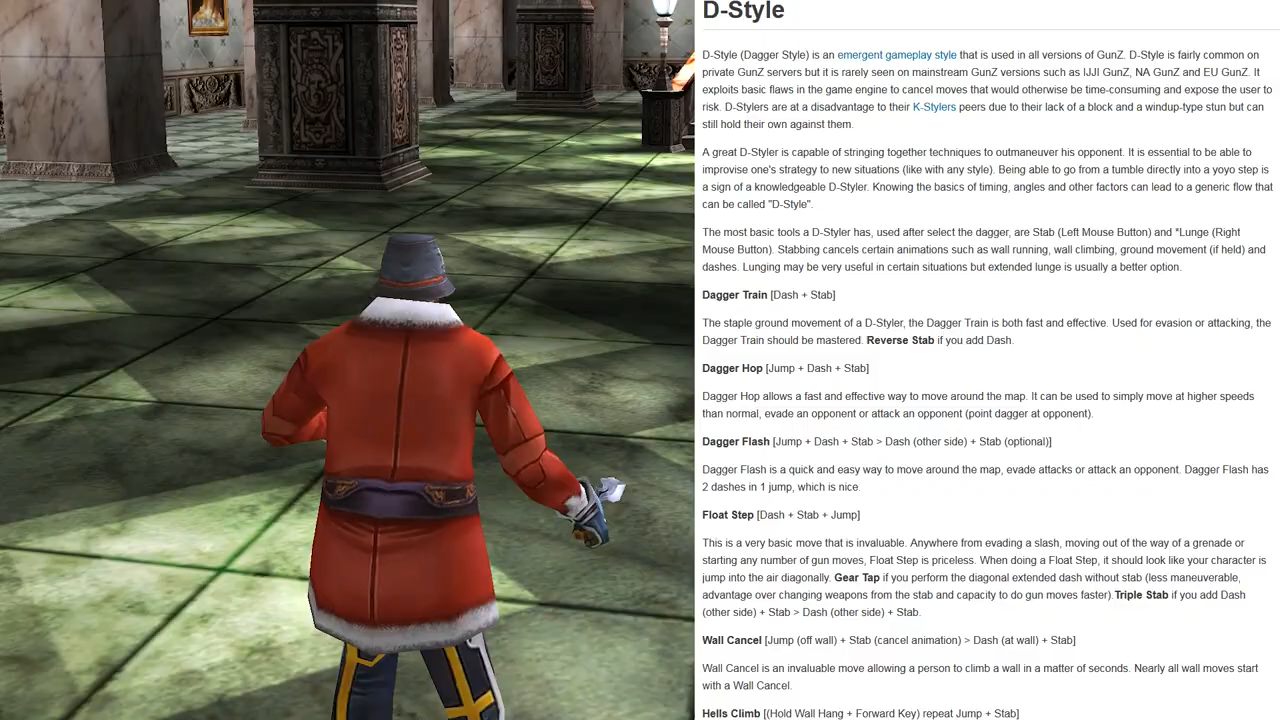 D-Style
D-Style (Dagger Style) is an emergent gameplay style that is used in all versions of GunZ. D-Style is fairly common on
private GunZ servers but it is rarely seen on mainstream GunZ versions such as IJJI GunZ, NA GunZ and EU GunZ. It
exploits basic flaws in the game engine to cancel moves that would otherwise be time-consuming and expose the user to
risk. D-Stylers are at a disadvantage to their K-Stylers peers due to their lack of a block and a windup-type stun but can
still hold their own against them.
A great D-Styler is capable of stringing together techniques to outmaneuver his opponent. It is essential to be able to
improvise one's strategy to new situations (like with any style). Being able to go from a tumble directly into a yoyo step is
a sign of a knowledgeable D-Styler. Knowing the basics of timing, angles and other factors can lead to a generic flow that
can be called "D-Style".
The most basic tools a D-Styler has, used after select the dagger, are Stab (Left Mouse Button) and *Lunge (Right
Mouse Button). Stabbing cancels certain animations such as wall running, wall climbing, ground movement (if held) and
dashes. Lunging may be very useful in certain situations but extended lunge is usually a better option.
Dagger Train [Dash + Stab]
The staple ground movement of a D-Styler, the Dagger Train is both fast and effective. Used for evasion or attacking, the
Dagger Train should be mastered. Reverse Stab if you add Dash.
Dagger Hop [Jump + Dash + Stab]
Dagger Hop allows a fast and effective way to move around the map. It can be used to simply move at higher speeds
than normal, evade an opponent or attack an opponent (point dagger at opponent).
Dagger Flash [Jump + Dash + Stab > Dash (other side) + Stab (optional)]
Dagger Flash is a quick and easy way to move around the map, evade attacks or attack an opponent. Dagger Flash has
2 dashes in 1 jump, which is nice.
Float Step [Dash + Stab + Jump]
This is a very basic move that is invaluable. Anywhere from evading a slash, moving out of the way of a grenade or
starting any number of gun moves, Float Step is priceless. When doing a Float Step, it should look like your character is
jump into the air diagonally. Gear Tap if you perform the diagonal extended dash without stab (less maneuverable,
advantage over changing weapons from the stab and capacity to do gun moves faster).Triple Stab if you add Dash
(other side) + Stab > Dash (other side) + Stab.
Wall Cancel [Jump (off wall) + Stab (cancel animation) > Dash (at wall) + Stab]
Wall Cancel is an invaluable move allowing a person to climb a wall in a matter of seconds. Nearly all wall moves start
with a Wall Cancel.
Hells Climb [(Hold Wall Hang + Forward Key) repeat Jump + Stab]